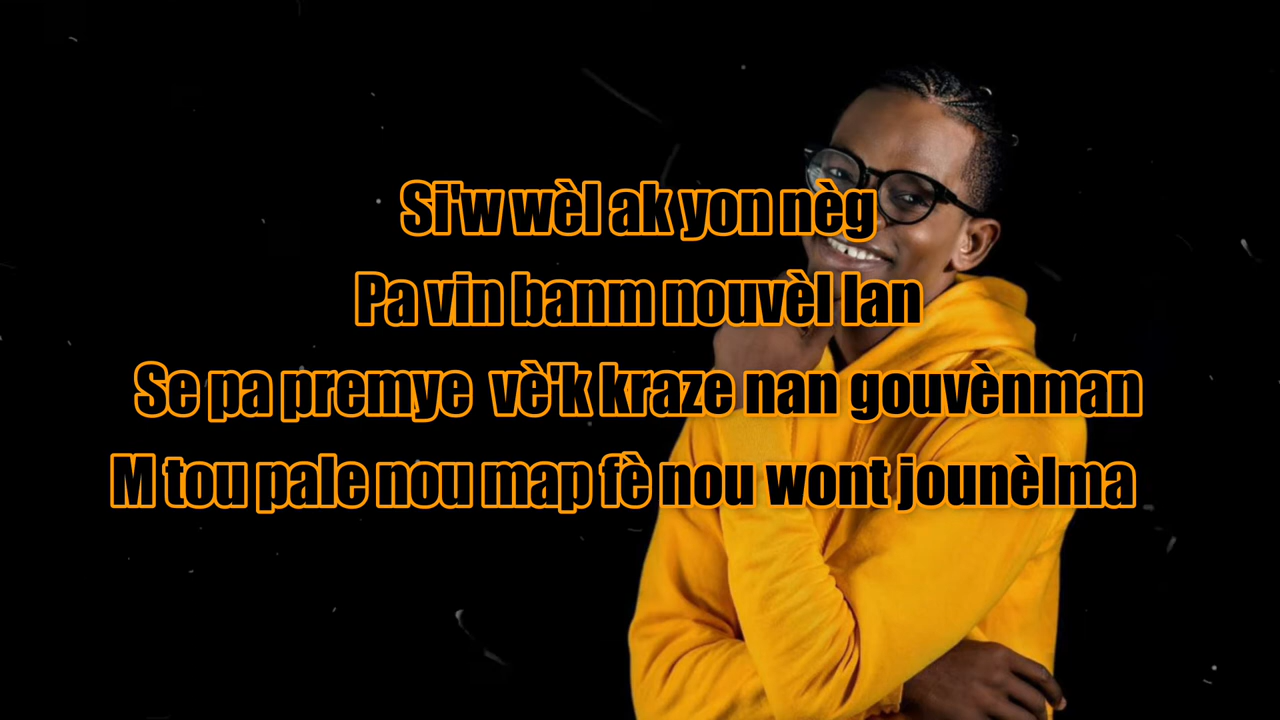 Si'w wèl ak yon nèg
Pa vin banm nouvèl lan
Se pa premye vè'k kraze nan gouvènman
M tou pale nou map fè nou wont jounèlma